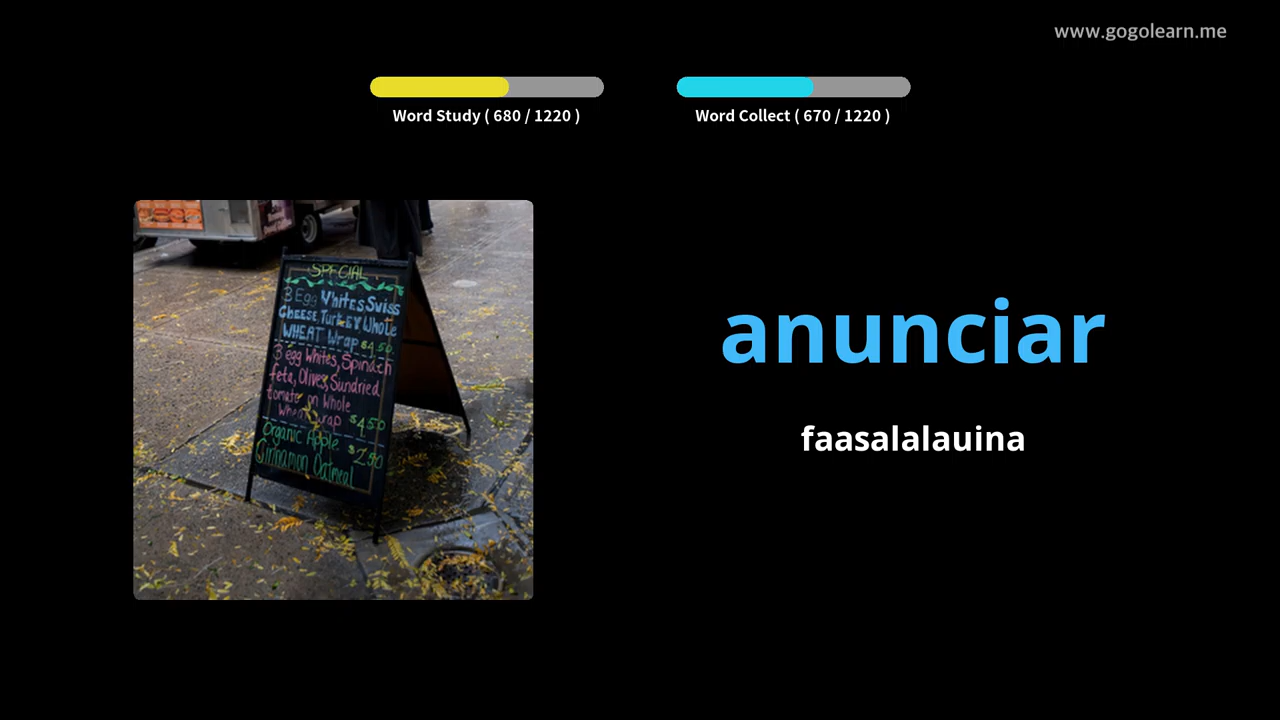 www.gogolearn.me
Word Study ( 680 / 1220 )
Word Collect ( 670 / 1220 )
SPECIAL
3 Egg Whites, Swiss
Cheese, Turkey Whole
WHEAT Wrap $4.50
3 egg Whites, Spinach
feta, Olives, Sundried
tomato on Whole
Wheat wrap $4.50
Organic Apple
Cinnamon Oatmeal $2.50
anunciar
faasalalauina